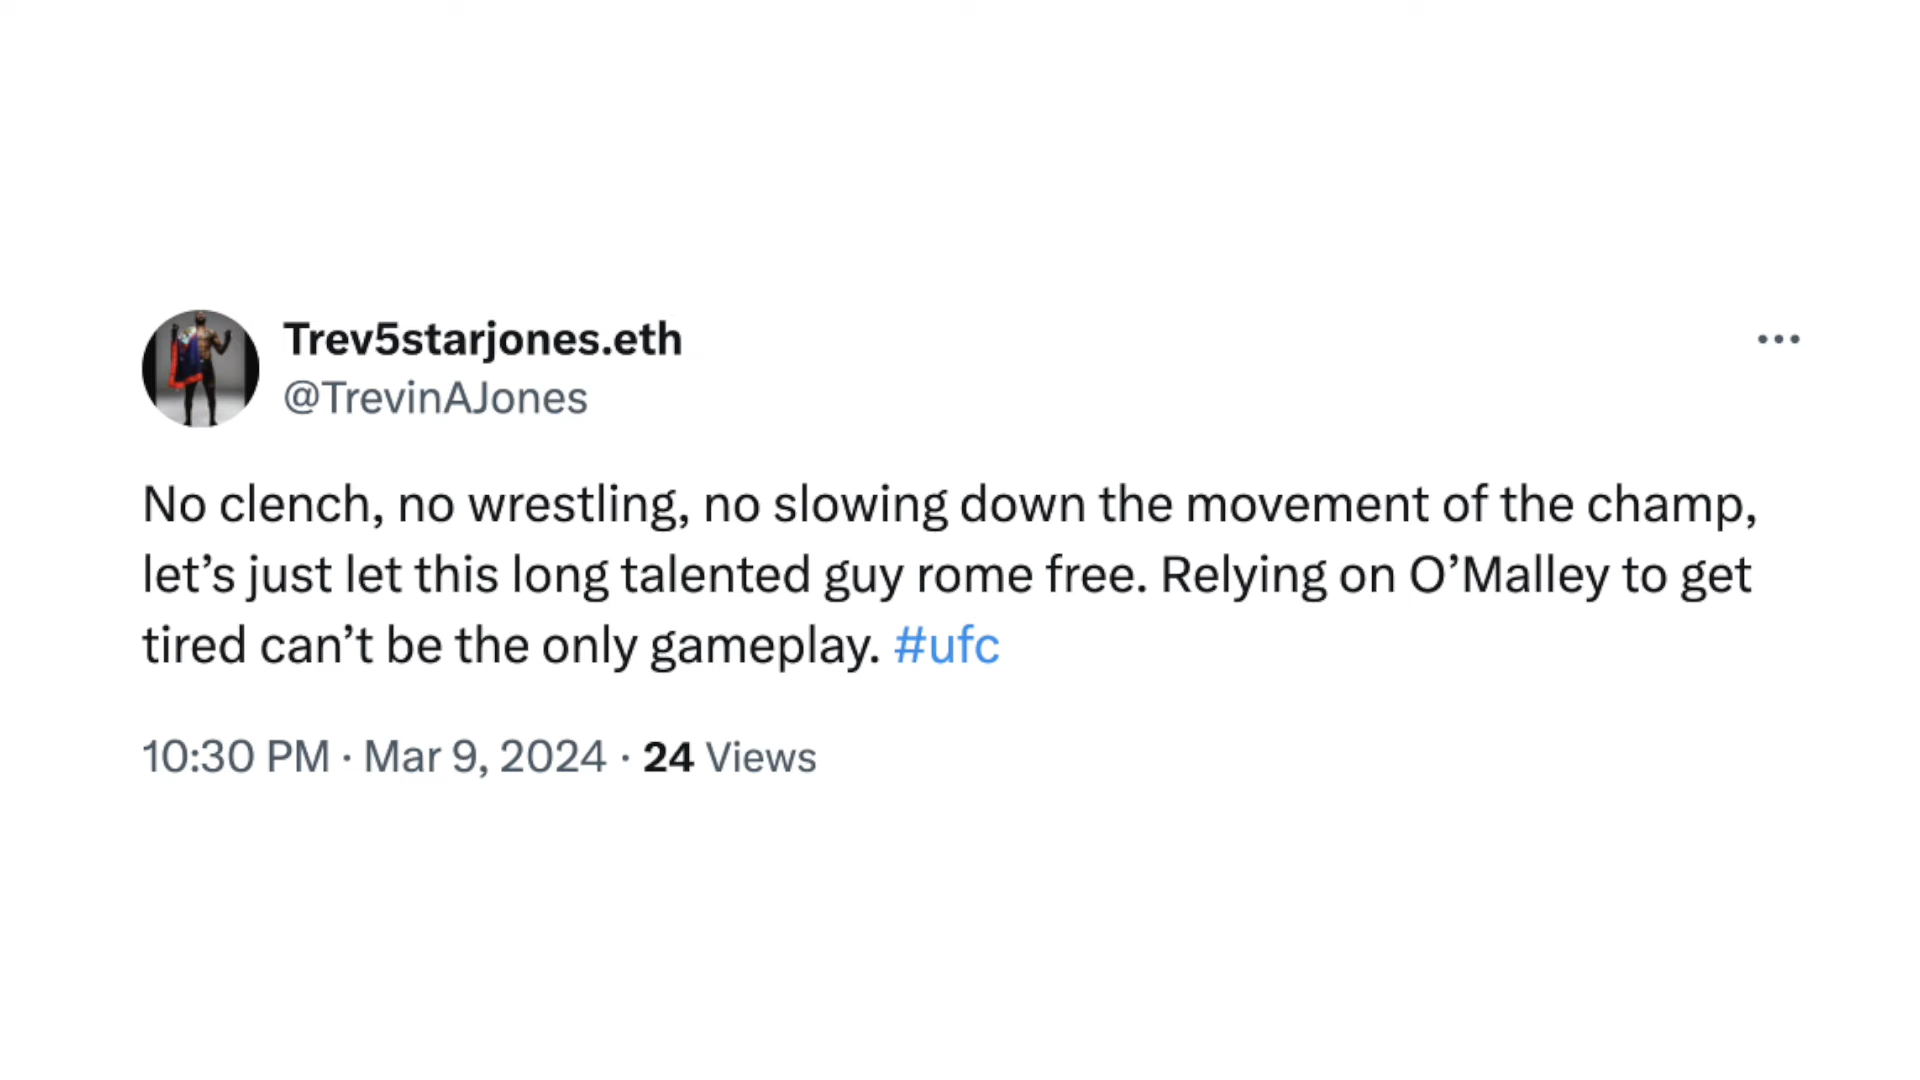 Trev5starjones.eth
@TrevinAJones
No clench, no wrestling, no slowing down the movement of the champ,
let’s just let this long talented guy rome free. Relying on O’Malley to get
tired can’t be the only gameplay. #ufc
10:30 PM · Mar 9, 2024 · 24 Views